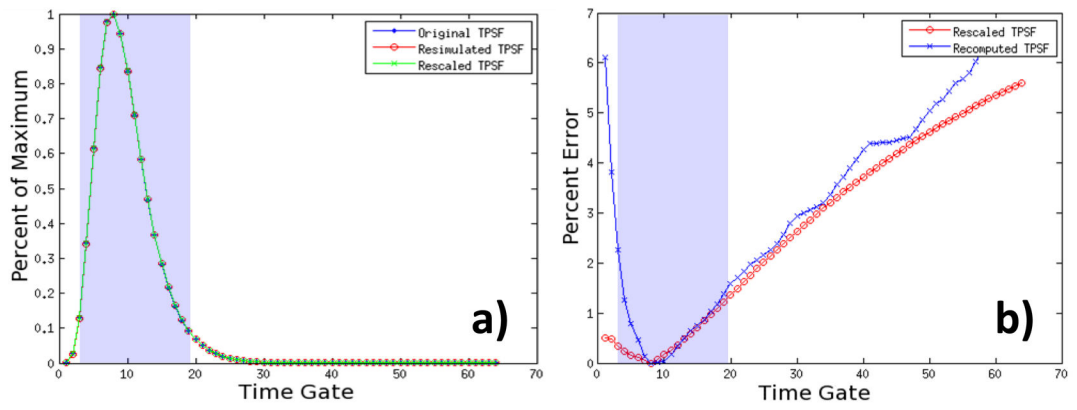 1
0.9
0.8
0.7
0.6
0.5
0.4
0.3
0.2
0.1
0
Percent of Maximum
0 10 20 30 40 50 60 70
Time Gate
Original TPSF
Resimulated TPSF
Rescaled TPSF
a)
7
6
5
4
3
2
1
0
Percent Error
0 10 20 30 40 50 60 70
Time Gate
Rescaled TPSF
Recomputed TPSF
b)